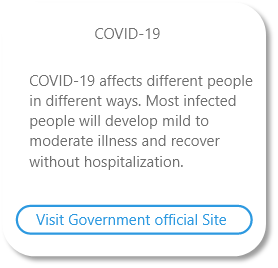 COVID-19
COVID-19 affects different people
in different ways. Most infected
people will develop mild to
moderate illness and recover
without hospitalization.
Visit Government official Site